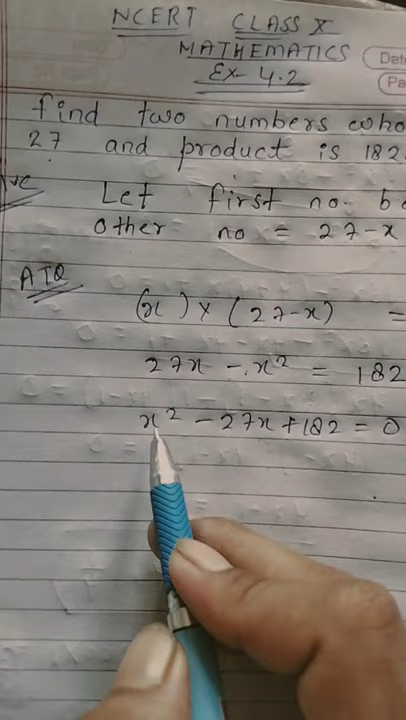 NCERT CLASS X
MATHEMATICS
Ex 4.2
find two numbers
27 and product is 182
Let first no. be
other no = 27-x
ATQ
(x) × (27-x) =
27x - x² = 182
x² - 27x + 182 = 0